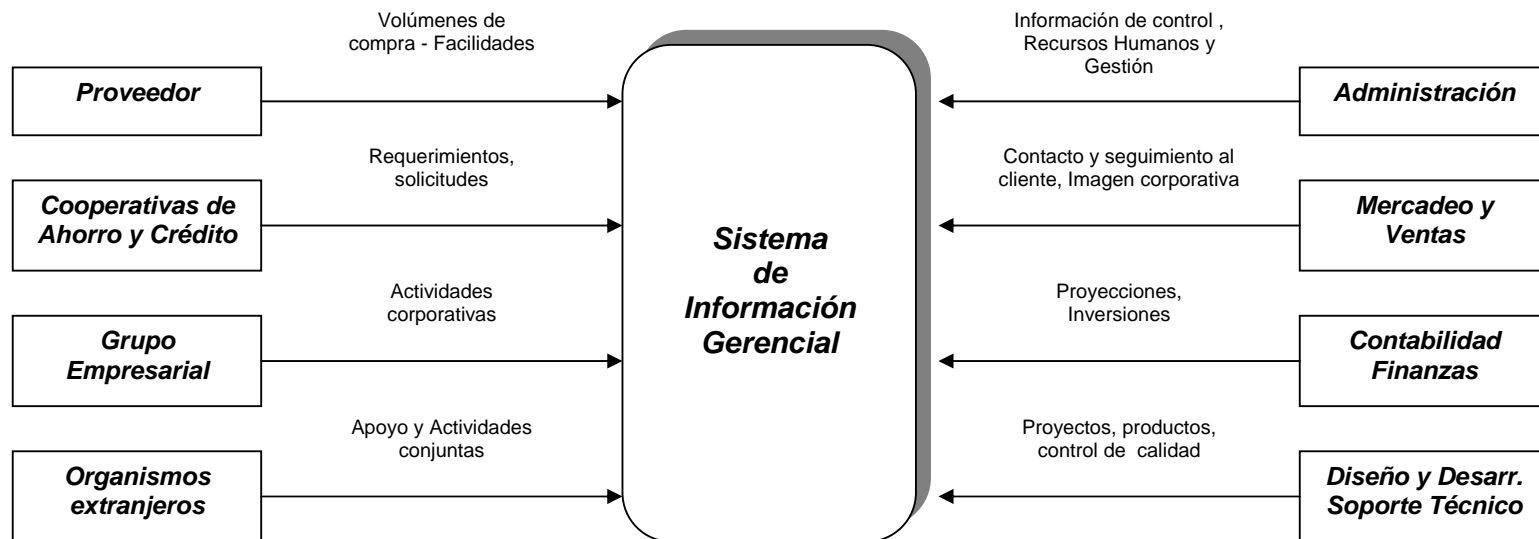 Volúmenes de
compra - Facilidades
Proveedor
Requerimientos,
solicitudes
Cooperativas de
Ahorro y Crédito
Actividades
corporativas
Grupo
Empresarial
Apoyo y Actividades
conjuntas
Organismos
extranjeros
Sistema
de
Información
Gerencial
Información de control ,
Recursos Humanos y
Gestión
Administración
Contacto y seguimiento al
cliente, Imagen corporativa
Mercadeo y
Ventas
Proyecciones,
Inversiones
Contabilidad
Finanzas
Proyectos, productos,
control de calidad
Diseño y Desarr.
Soporte Técnico